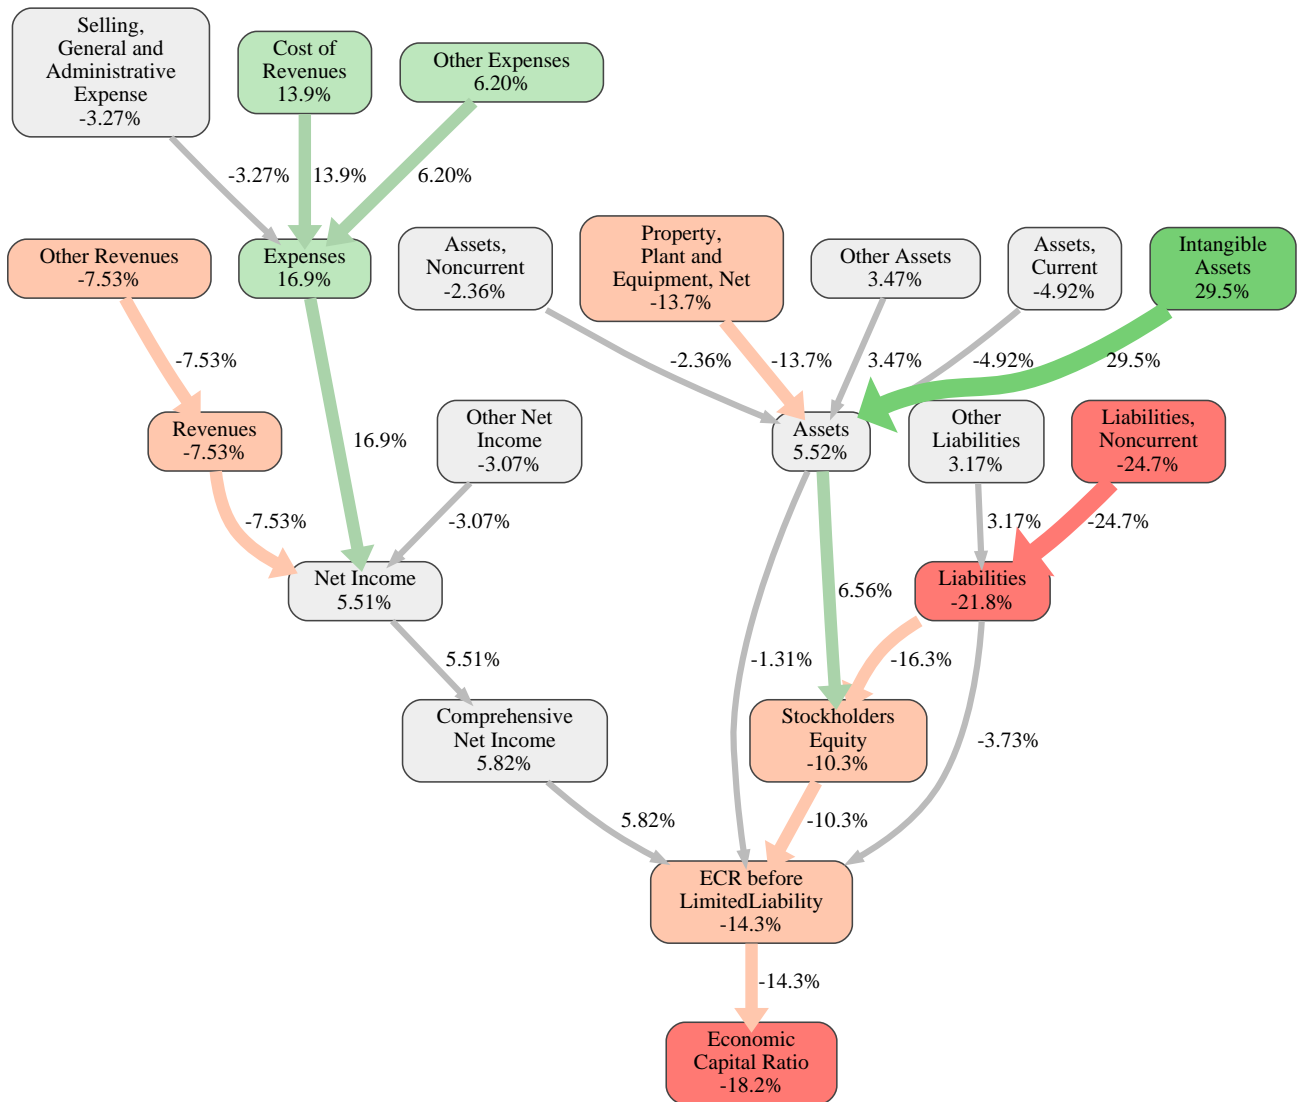 Selling,
General and
Administrative
Expense
-3.27%
Cost of
Revenues
13.9%
Other Expenses
6.20%
-3.27%
13.9%
6.20%
Other Revenues
-7.53%
Expenses
16.9%
Assets,
Noncurrent
-2.36%
Property,
Plant and
Equipment, Net
-13.7%
Other Assets
3.47%
Assets,
Current
-4.92%
Intangible
Assets
29.5%
-7.53%
-2.36%
-13.7%
3.47%
-4.92%
29.5%
Revenues
-7.53%
16.9%
Other Net
Income
-3.07%
Assets
5.52%
Other
Liabilities
3.17%
Liabilities,
Noncurrent
-24.7%
-7.53%
-3.07%
3.17%
-24.7%
Net Income
5.51%
6.56%
Liabilities
-21.8%
5.51%
-1.31%
-16.3%
Comprehensive
Net Income
5.82%
Stockholders
Equity
-10.3%
-3.73%
5.82%
-10.3%
ECR before
LimitedLiability
-14.3%
-14.3%
Economic
Capital Ratio
-18.2%